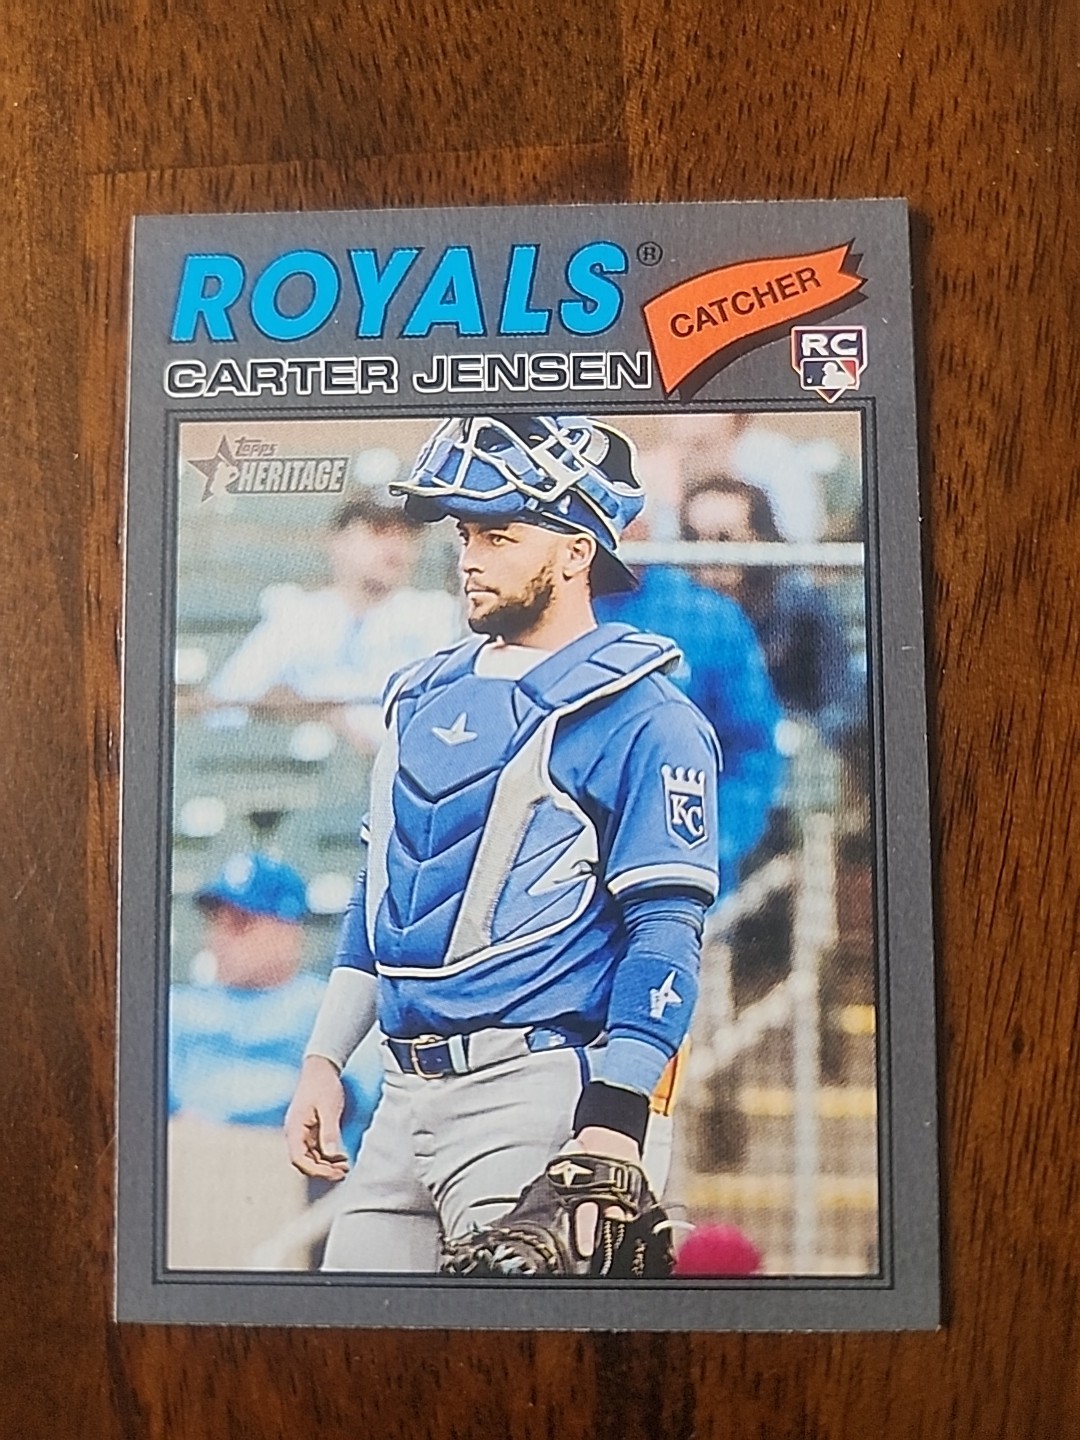 ROYALS®
CATCHER
CARTER JENSEN
RC
Topps
HERITAGE
KC